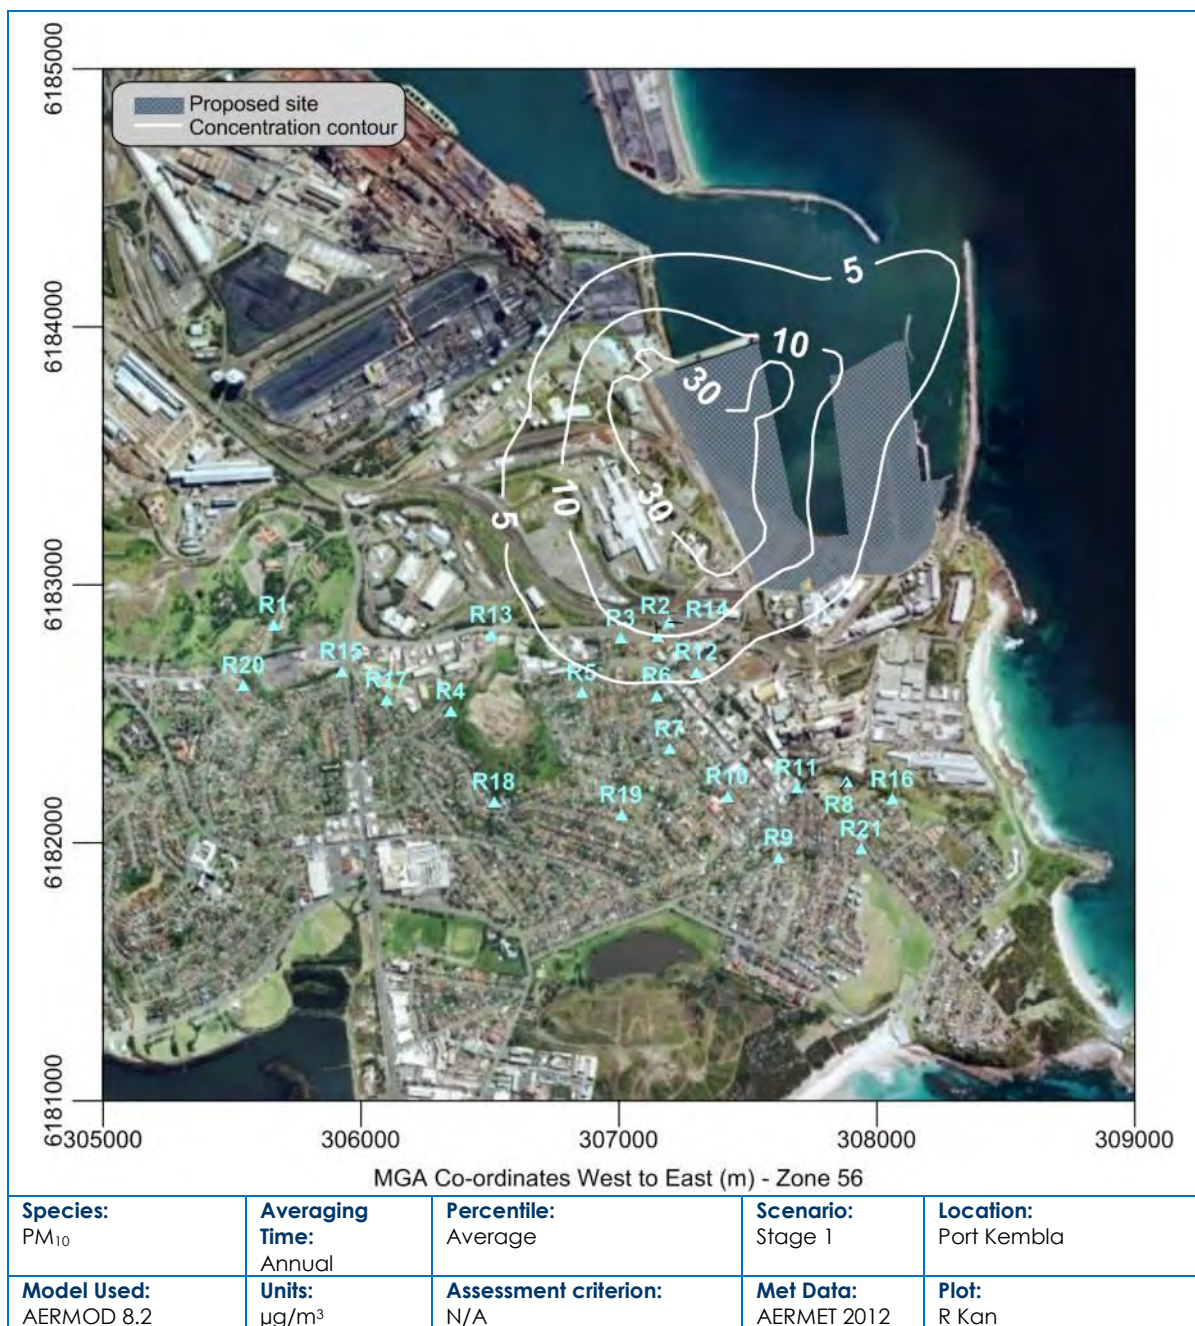 6185000
Proposed site
Concentration contour
5
6184000
10
30
30
10
5
6183000
R1
R13
R3
R2
R14
R20
R15
R17
R4
R5
R6
R12
R7
R18
R19
R10
R11
R8
R16
R9
R21
6182000
6181000
305000 306000 307000 308000 309000
MGA Co-ordinates West to East (m) - Zone 56
Species: Averaging Percentile: Scenario: Location:
PM₁₀ Time: Average Stage 1 Port Kembla
Annual
Model Used: Units: Assessment criterion: Met Data: Plot:
AERMOD 8.2 µg/m³ N/A AERMET 2012 R Kan